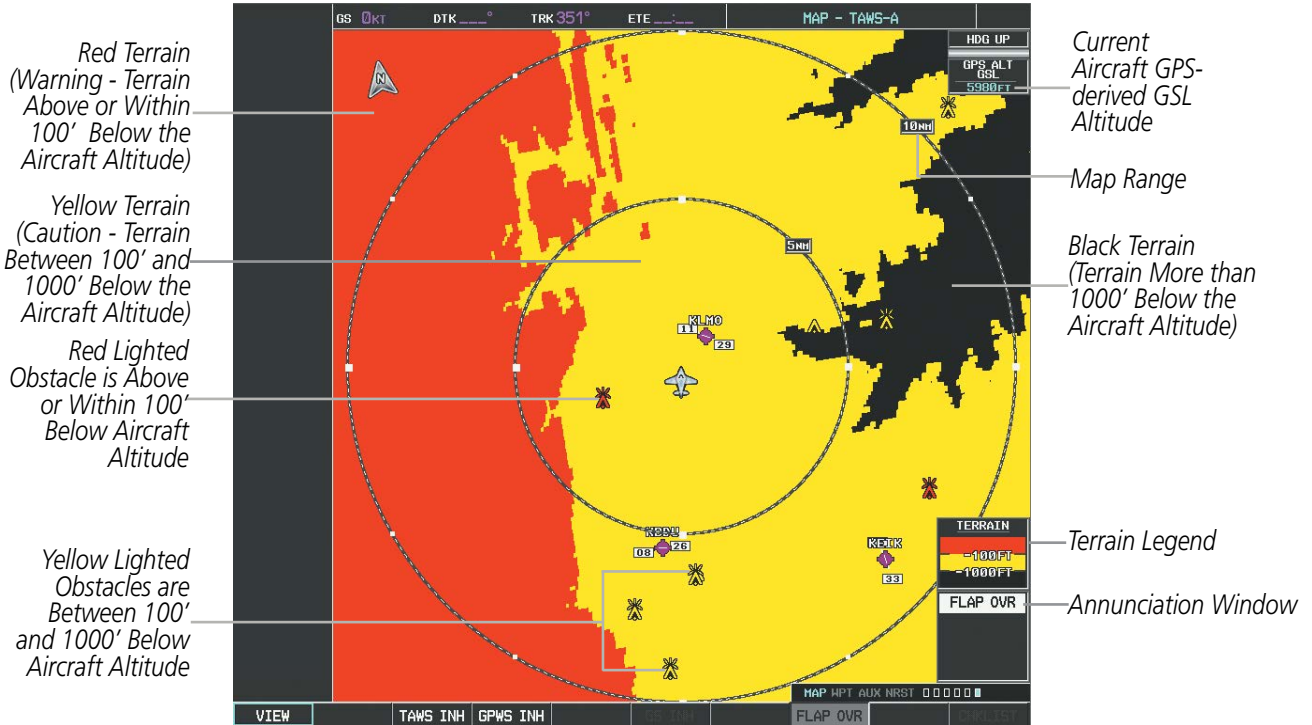 GS 0KT DTK ___° TRK 351° ETE __:__ MAP - TAWS-A
Red Terrain
(Warning - Terrain
Above or Within
100' Below the
Aircraft Altitude)
Yellow Terrain
(Caution - Terrain
Between 100' and
1000' Below the
Aircraft Altitude)
Red Lighted
Obstacle is Above
or Within 100'
Below Aircraft
Altitude
Yellow Lighted
Obstacles are
Between 100'
and 1000' Below
Aircraft Altitude
N
HDG UP
GPS ALT
GSL
5980FT
10NM
5NM
KLMO
11
29
26
08
KEIK
33
TERRAIN
-100FT
-1000FT
FLAP OVR
Current
Aircraft GPS-
derived GSL
Altitude
Map Range
Black Terrain
(Terrain More than
1000' Below the
Aircraft Altitude)
Terrain Legend
Annunciation Window
MAP WPT AUX NRST
VIEW TAWS INH GPWS INH GS INH FLAP OVR CHKLIST